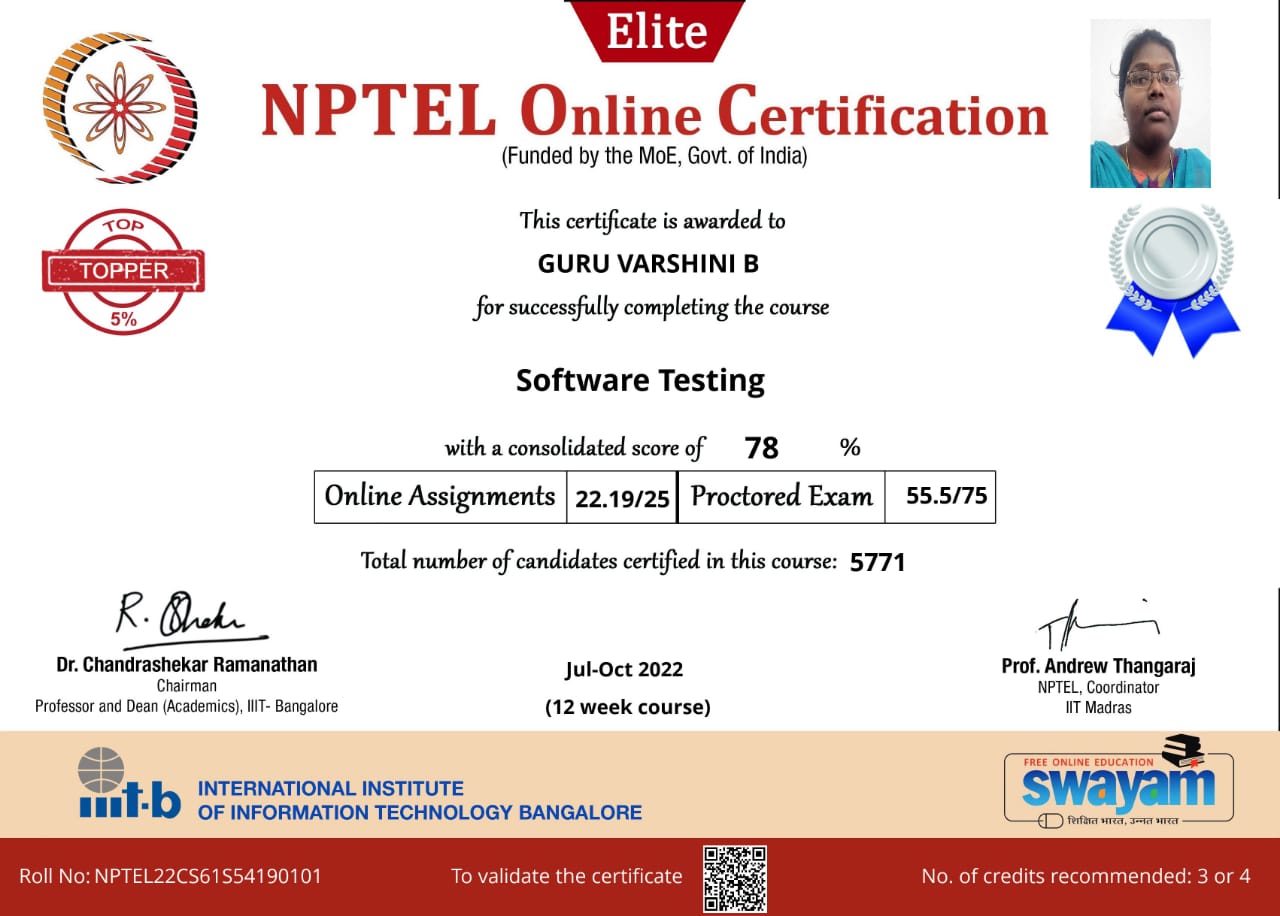 Elite
NPTEL Online Certification
(Funded by the MoE, Govt. of India)
TOP
TOPPER
5%
This certificate is awarded to
GURU VARSHINI B
for successfully completing the course
Software Testing
with a consolidated score of 78 %
Online Assignments 22.19/25 Proctored Exam 55.5/75
Total number of candidates certified in this course: 5771
Dr. Chandrashekar Ramanathan
Chairman
Professor and Dean (Academics), IIIT- Bangalore
Jul-Oct 2022
(12 week course)
Prof. Andrew Thangaraj
NPTEL, Coordinator
IIT Madras
iiit-b
INTERNATIONAL INSTITUTE
OF INFORMATION TECHNOLOGY BANGALORE
FREE ONLINE EDUCATION
swayam
शिक्षित भारत, उन्नत भारत
Roll No: NPTEL22CS61S54190101
To validate the certificate
No. of credits recommended: 3 or 4